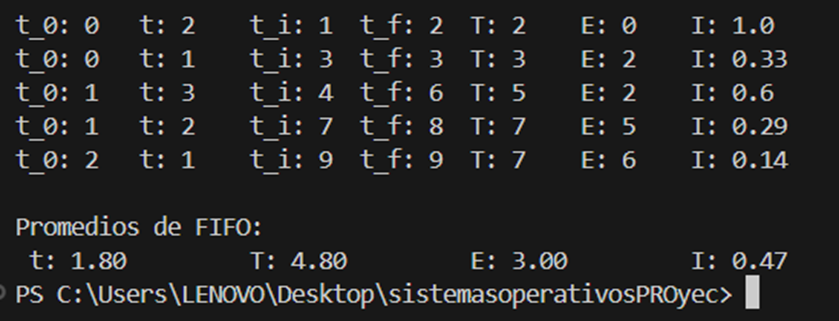 t_0: 0 t: 2 t_i: 1 t_f: 2 T: 2 E: 0 I: 1.0
t_0: 0 t: 1 t_i: 3 t_f: 3 T: 3 E: 2 I: 0.33
t_0: 1 t: 3 t_i: 4 t_f: 6 T: 5 E: 2 I: 0.6
t_0: 1 t: 2 t_i: 7 t_f: 8 T: 7 E: 5 I: 0.29
t_0: 2 t: 1 t_i: 9 t_f: 9 T: 7 E: 6 I: 0.14
Promedios de FIFO:
t: 1.80 T: 4.80 E: 3.00 I: 0.47
PS C:\Users\LENOVO\Desktop\sistemasoperativosPROyec>